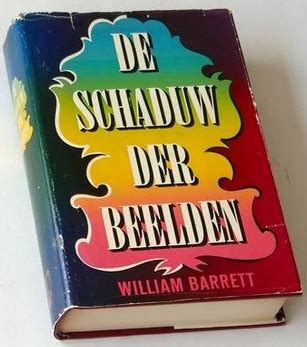 DE
SCHADUW
DER
BEELDEN
WILLIAM BARRETT